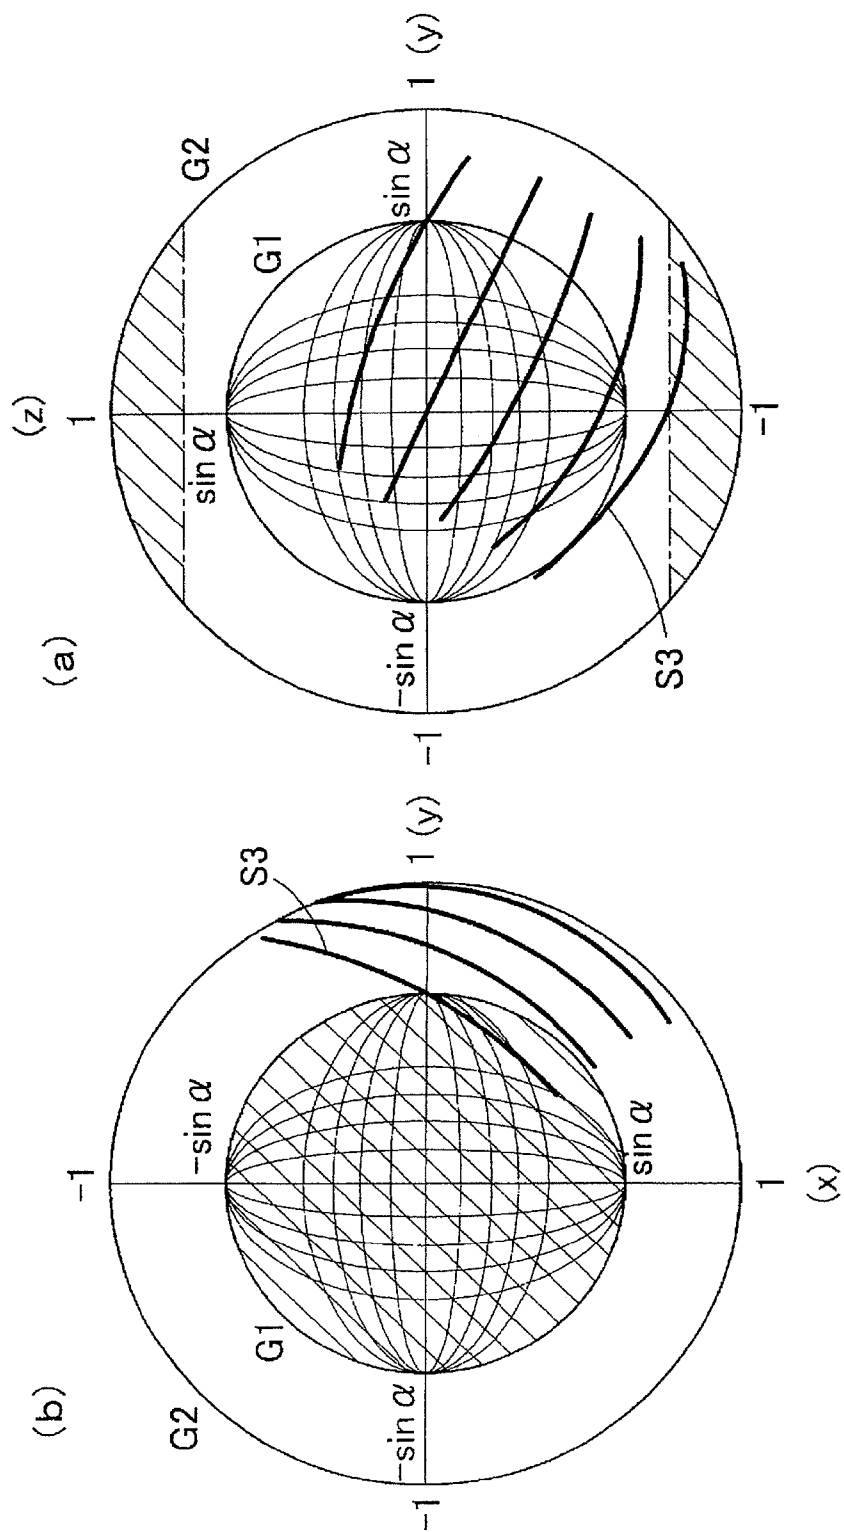 (a)
(z)
1
G2
sin α
G1
-1
-sin α
sin α
1 (y)
S3
-1
(b)
-1
G2
-sin α
G1
S3
-1
-sin α
1 (y)
sin α
1
(x)